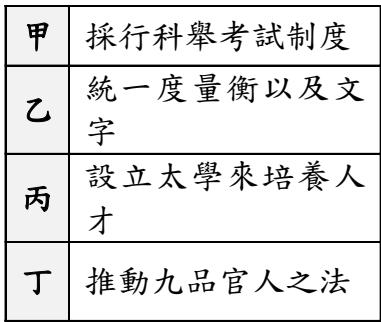 甲 採行科舉考試制度
乙 統一度量衡以及文
字
丙 設立太學來培養人
才
丁 推動九品官人之法